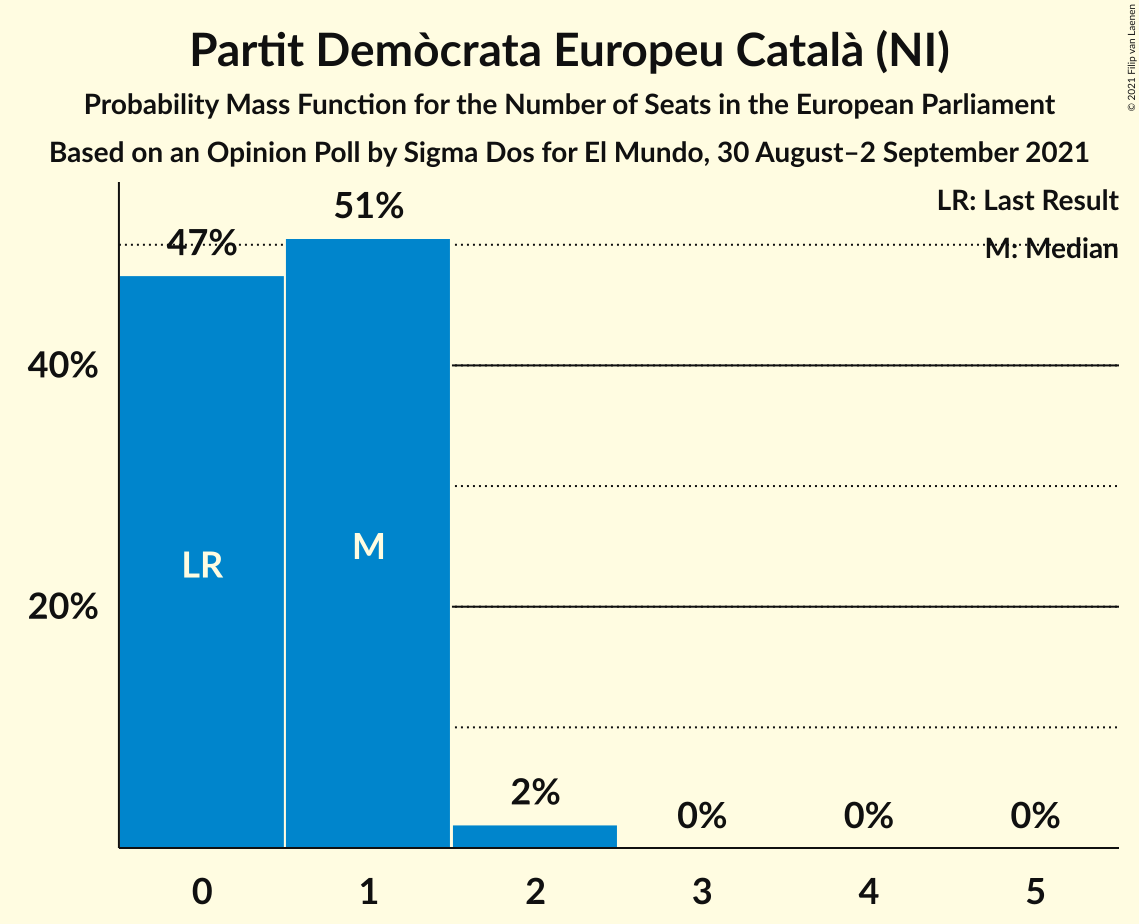 Partit Demòcrata Europeu Català (NI)
Probability Mass Function for the Number of Seats in the European Parliament
Based on an Opinion Poll by Sigma Dos for El Mundo, 30 August–2 September 2021
© 2021 Filip van Laenen
LR: Last Result
M: Median
51%
47%
40%
20%
LR
M
2%
0%
0%
0%
0
1
2
3
4
5